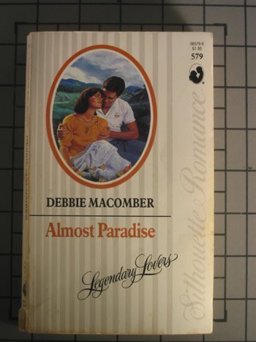 579
DEBBIE MACOMBER
Almost Paradise
Legendary Lovers
Silhouette Romance